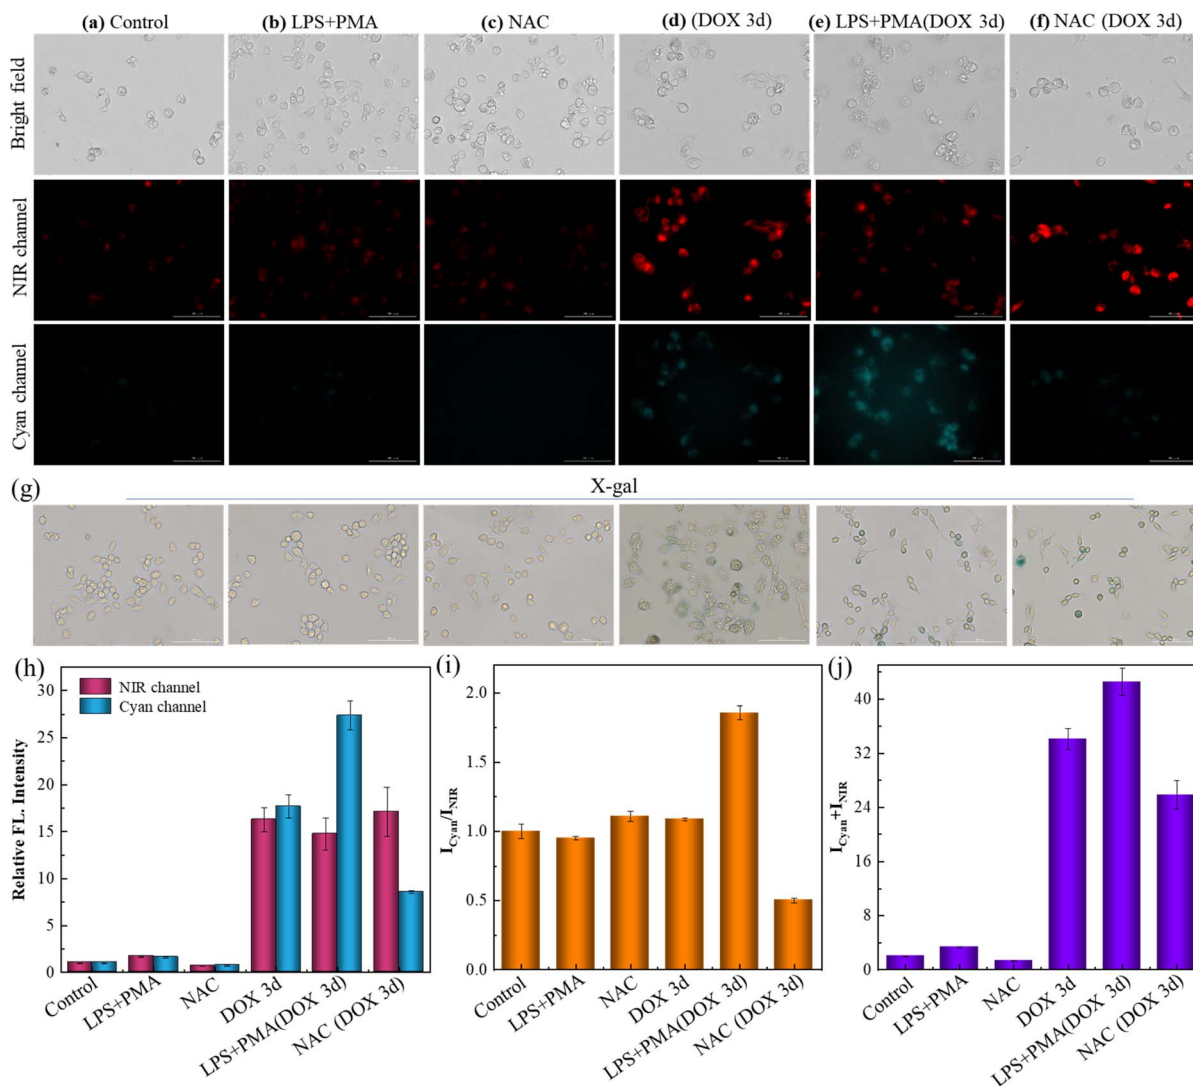 (a) Control (b) LPS+PMA (c) NAC (d) (DOX 3d) (e) LPS+PMA(DOX 3d) (f) NAC (DOX 3d)
Bright field
NIR channel
Cyan channel
(g) X-gal
(h)
NIR channel
Cyan channel
Relative FL. Intensity
30
25
20
15
10
5
0
Control
LPS+PMA
NAC
DOX 3d
LPS+PMA(DOX 3d)
NAC (DOX 3d)
(i)
I_Cyan/I_NIR
2.0
1.5
1.0
0.5
0.0
Control
LPS+PMA
NAC
DOX 3d
LPS+PMA(DOX 3d)
NAC (DOX 3d)
(j)
I_Cyan+I_NIR
40
32
24
16
8
0
Control
LPS+PMA
NAC
DOX 3d
LPS+PMA(DOX 3d)
NAC (DOX 3d)